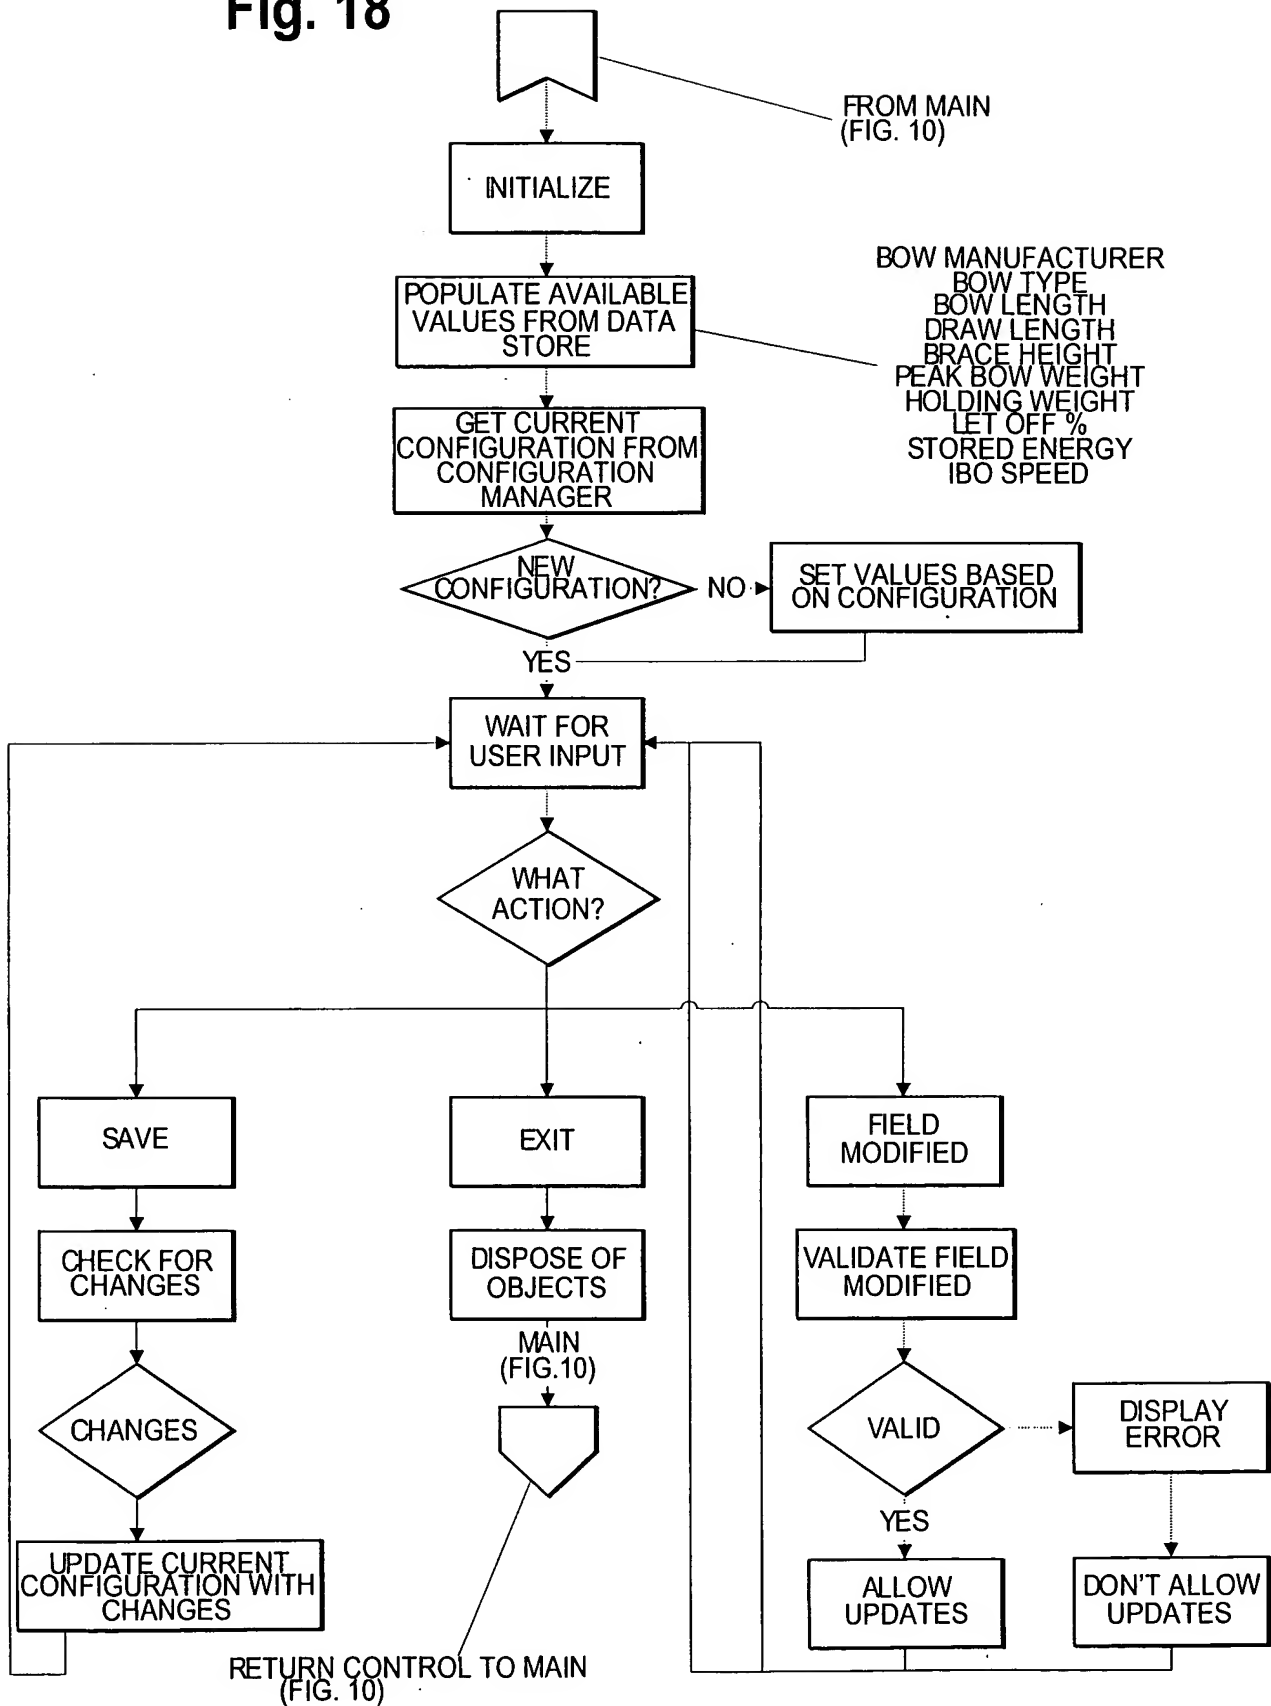 Fig. 18
FROM MAIN
(FIG. 10)
INITIALIZE
POPULATE AVAILABLE
VALUES FROM DATA
STORE
BOW MANUFACTURER
BOW TYPE
BOW LENGTH
DRAW LENGTH
BRACE HEIGHT
PEAK BOW WEIGHT
HOLDING WEIGHT
LET OFF %
STORED ENERGY
IBO SPEED
GET CURRENT
CONFIGURATION FROM
CONFIGURATION
MANAGER
NEW
CONFIGURATION?
NO
SET VALUES BASED
ON CONFIGURATION
YES
WAIT FOR
USER INPUT
WHAT
ACTION?
SAVE
EXIT
FIELD
MODIFIED
CHECK FOR
CHANGES
DISPOSE OF
OBJECTS
VALIDATE FIELD
MODIFIED
MAIN
(FIG.10)
CHANGES
VALID
DISPLAY
ERROR
YES
UPDATE CURRENT
CONFIGURATION WITH
CHANGES
ALLOW
UPDATES
DON'T ALLOW
UPDATES
RETURN CONTROL TO MAIN
(FIG. 10)